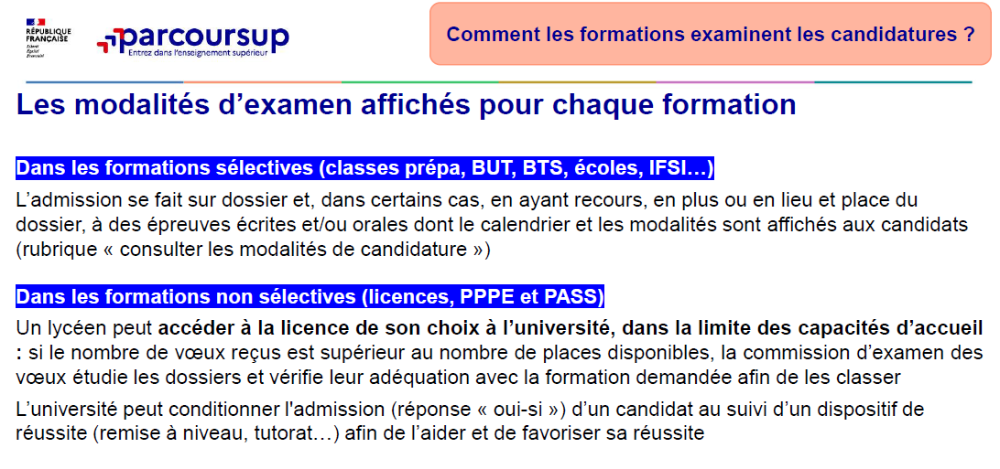 RÉPUBLIQUE
FRANÇAISE
Liberté
Égalité
Fraternité
parcoursup
Entrez dans l'enseignement supérieur
Comment les formations examinent les candidatures ?
Les modalités d’examen affichés pour chaque formation
Dans les formations sélectives (classes prépa, BUT, BTS, écoles, IFSI…)
L’admission se fait sur dossier et, dans certains cas, en ayant recours, en plus ou en lieu et place du
dossier, à des épreuves écrites et/ou orales dont le calendrier et les modalités sont affichés aux candidats
(rubrique « consulter les modalités de candidature »)
Dans les formations non sélectives (licences, PPPE et PASS)
Un lycéen peut accéder à la licence de son choix à l’université, dans la limite des capacités d’accueil
: si le nombre de vœux reçus est supérieur au nombre de places disponibles, la commission d’examen des
vœux étudie les dossiers et vérifie leur adéquation avec la formation demandée afin de les classer
L’université peut conditionner l'admission (réponse « oui-si ») d’un candidat au suivi d’un dispositif de
réussite (remise à niveau, tutorat…) afin de l’aider et de favoriser sa réussite